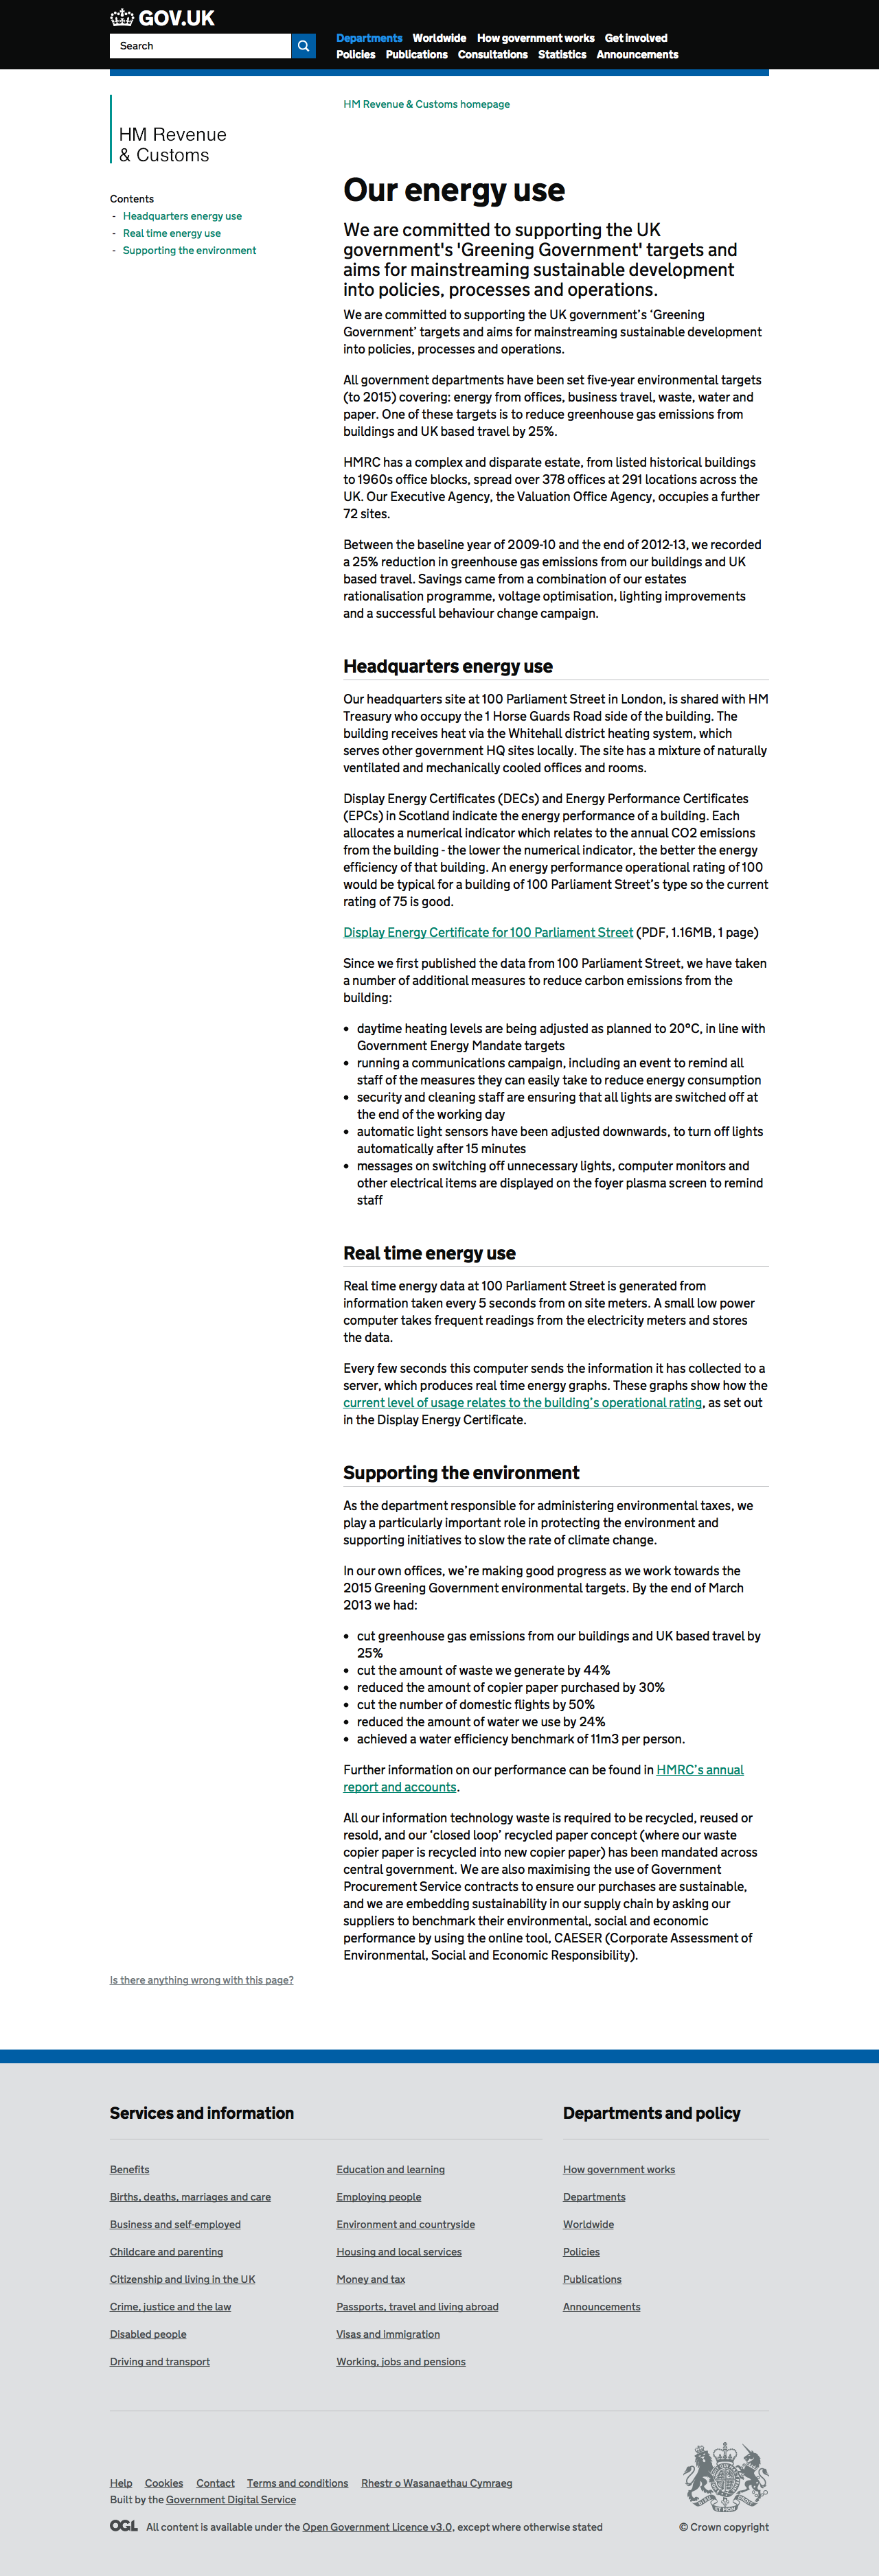 GOV.UK
Search
Departments Worldwide How government works Get involved
Policies Publications Consultations Statistics Announcements
HM Revenue & Customs homepage
HM Revenue
& Customs
Contents
- Headquarters energy use
- Real time energy use
- Supporting the environment
Our energy use
We are committed to supporting the UK
government's 'Greening Government' targets and
aims for mainstreaming sustainable development
into policies, processes and operations.
We are committed to supporting the UK government’s ‘Greening
Government’ targets and aims for mainstreaming sustainable development
into policies, processes and operations.
All government departments have been set five-year environmental targets
(to 2015) covering: energy from offices, business travel, waste, water and
paper. One of these targets is to reduce greenhouse gas emissions from
buildings and UK based travel by 25%.
HMRC has a complex and disparate estate, from listed historical buildings
to 1960s office blocks, spread over 378 offices at 291 locations across the
UK. Our Executive Agency, the Valuation Office Agency, occupies a further
72 sites.
Between the baseline year of 2009-10 and the end of 2012-13, we recorded
a 25% reduction in greenhouse gas emissions from our buildings and UK
based travel. Savings came from a combination of our estates
rationalisation programme, voltage optimisation, lighting improvements
and a successful behaviour change campaign.
Headquarters energy use
Our headquarters site at 100 Parliament Street in London, is shared with HM
Treasury who occupy the 1 Horse Guards Road side of the building. The
building receives heat via the Whitehall district heating system, which
serves other government HQ sites locally. The site has a mixture of naturally
ventilated and mechanically cooled offices and rooms.
Display Energy Certificates (DECs) and Energy Performance Certificates
(EPCs) in Scotland indicate the energy performance of a building. Each
allocates a numerical indicator which relates to the annual CO2 emissions
from the building - the lower the numerical indicator, the better the energy
efficiency of that building. An energy performance operational rating of 100
would be typical for a building of 100 Parliament Street’s type so the current
rating of 75 is good.
Display Energy Certificate for 100 Parliament Street (PDF, 1.16MB, 1 page)
Since we first published the data from 100 Parliament Street, we have taken
a number of additional measures to reduce carbon emissions from the
building:
• daytime heating levels are being adjusted as planned to 20°C, in line with
Government Energy Mandate targets
• running a communications campaign, including an event to remind all
staff of the measures they can easily take to reduce energy consumption
• security and cleaning staff are ensuring that all lights are switched off at
the end of the working day
• automatic light sensors have been adjusted downwards, to turn off lights
automatically after 15 minutes
• messages on switching off unnecessary lights, computer monitors and
other electrical items are displayed on the foyer plasma screen to remind
staff
Real time energy use
Real time energy data at 100 Parliament Street is generated from
information taken every 5 seconds from on site meters. A small low power
computer takes frequent readings from the electricity meters and stores
the data.
Every few seconds this computer sends the information it has collected to a
server, which produces real time energy graphs. These graphs show how the
current level of usage relates to the building’s operational rating, as set out
in the Display Energy Certificate.
Supporting the environment
As the department responsible for administering environmental taxes, we
play a particularly important role in protecting the environment and
supporting initiatives to slow the rate of climate change.
In our own offices, we’re making good progress as we work towards the
2015 Greening Government environmental targets. By the end of March
2013 we had:
• cut greenhouse gas emissions from our buildings and UK based travel by
25%
• cut the amount of waste we generate by 44%
• reduced the amount of copier paper purchased by 30%
• cut the number of domestic flights by 50%
• reduced the amount of water we use by 24%
• achieved a water efficiency benchmark of 11m3 per person.
Further information on our performance can be found in HMRC’s annual
report and accounts.
All our information technology waste is required to be recycled, reused or
resold, and our ‘closed loop’ recycled paper concept (where our waste
copier paper is recycled into new copier paper) has been mandated across
central government. We are also maximising the use of Government
Procurement Service contracts to ensure our purchases are sustainable,
and we are embedding sustainability in our supply chain by asking our
suppliers to benchmark their environmental, social and economic
performance by using the online tool, CAESER (Corporate Assessment of
Environmental, Social and Economic Responsibility).
Is there anything wrong with this page?
Services and information
Benefits
Births, deaths, marriages and care
Business and self-employed
Childcare and parenting
Citizenship and living in the UK
Crime, justice and the law
Disabled people
Driving and transport
Education and learning
Employing people
Environment and countryside
Housing and local services
Money and tax
Passports, travel and living abroad
Visas and immigration
Working, jobs and pensions
Departments and policy
How government works
Departments
Worldwide
Policies
Publications
Announcements
Help Cookies Contact Terms and conditions Rhestr o Wasanaethau Cymraeg
Built by the Government Digital Service
OGL All content is available under the Open Government Licence v3.0, except where otherwise stated
© Crown copyright